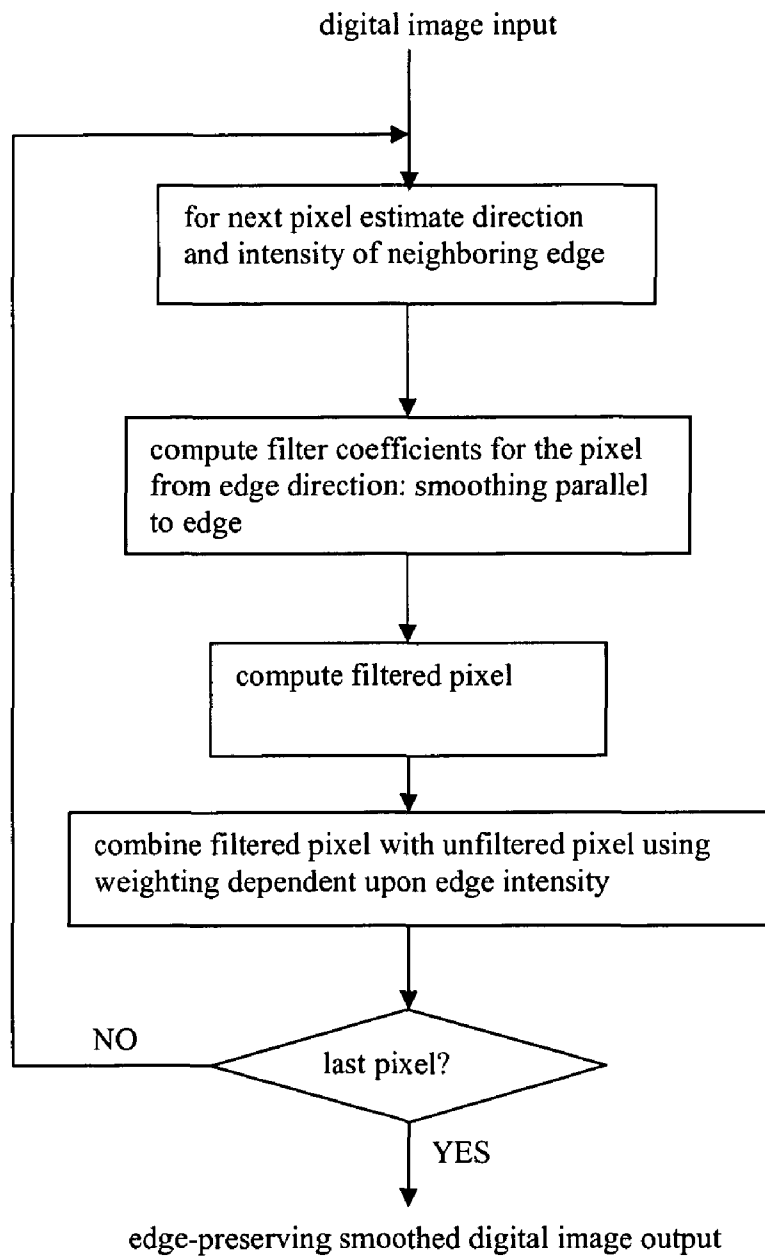 digital image input
for next pixel estimate direction
and intensity of neighboring edge
compute filter coefficients for the pixel
from edge direction: smoothing parallel
to edge
compute filtered pixel
combine filtered pixel with unfiltered pixel using
weighting dependent upon edge intensity
NO
last pixel?
YES
edge-preserving smoothed digital image output